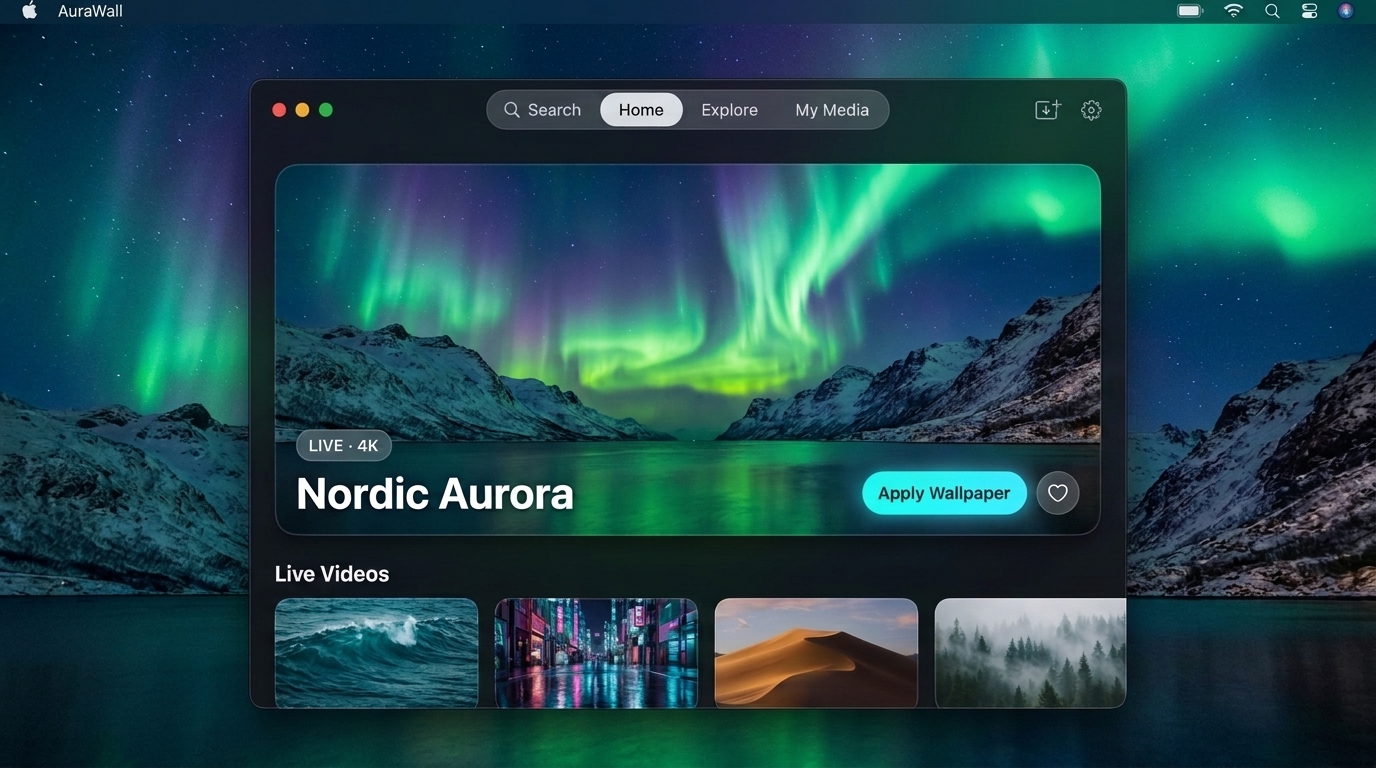 AuraWall
Search Home Explore My Media
LIVE · 4K
Nordic Aurora
Apply Wallpaper
Live Videos